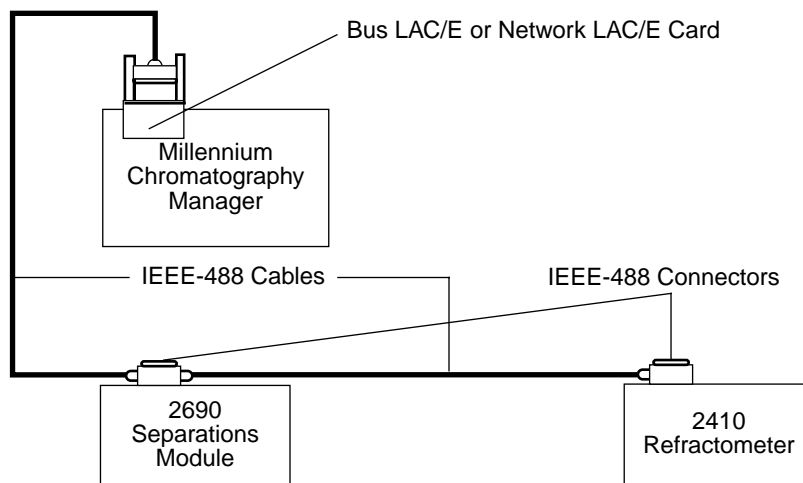 Bus LAC/E or Network LAC/E Card
Millennium
Chromatography
Manager
IEEE-488 Cables
IEEE-488 Connectors
2690
Separations
Module
2410
Refractometer